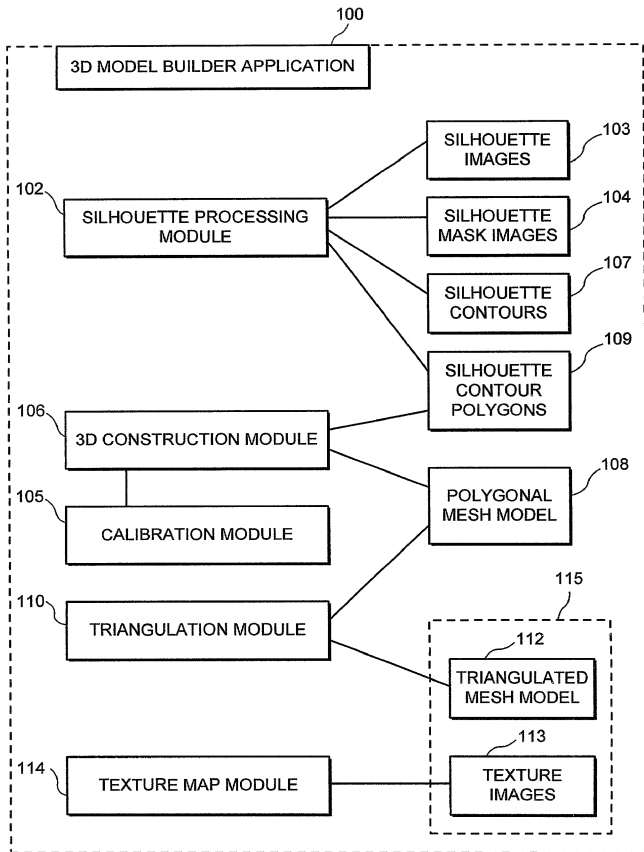 100
3D MODEL BUILDER APPLICATION
SILHOUETTE
IMAGES
103
102
SILHOUETTE PROCESSING
MODULE
SILHOUETTE
MASK IMAGES
104
SILHOUETTE
CONTOURS
107
SILHOUETTE
CONTOUR
POLYGONS
109
106
3D CONSTRUCTION MODULE
POLYGONAL
MESH MODEL
108
105
CALIBRATION MODULE
110
TRIANGULATION MODULE
115
112
TRIANGULATED
MESH MODEL
113
TEXTURE
IMAGES
114
TEXTURE MAP MODULE